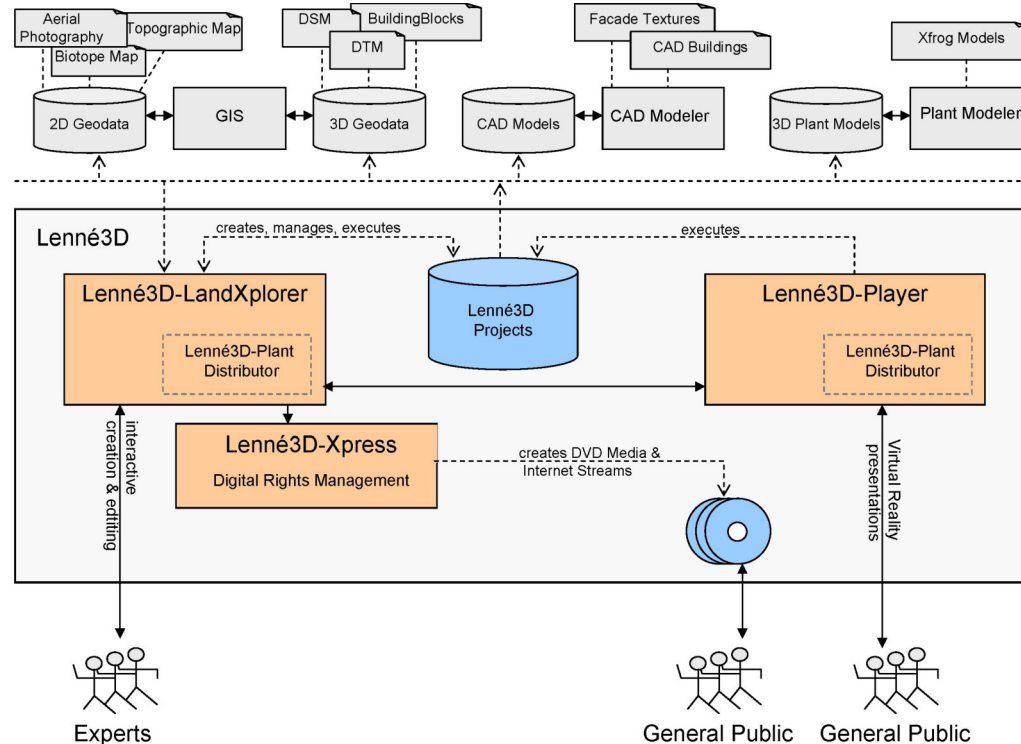 Aerial
Photography
Topographic Map
Biotope Map
DSM
BuildingBlocks
DTM
Facade Textures
CAD Buildings
Xfrog Models
2D Geodata
GIS
3D Geodata
CAD Models
CAD Modeler
3D Plant Models
Plant Modeler
Lenné3D
creates, manages, executes
executes
Lenné3D-LandXplorer
Lenné3D-Plant
Distributor
Lenné3D
Projects
Lenné3D-Player
Lenné3D-Plant
Distributor
Lenné3D-Xpress
Digital Rights Management
creates DVD Media &
Internet Streams
interactive
creation & edtiting
Virtual Reality
presentations
Experts
General Public
General Public